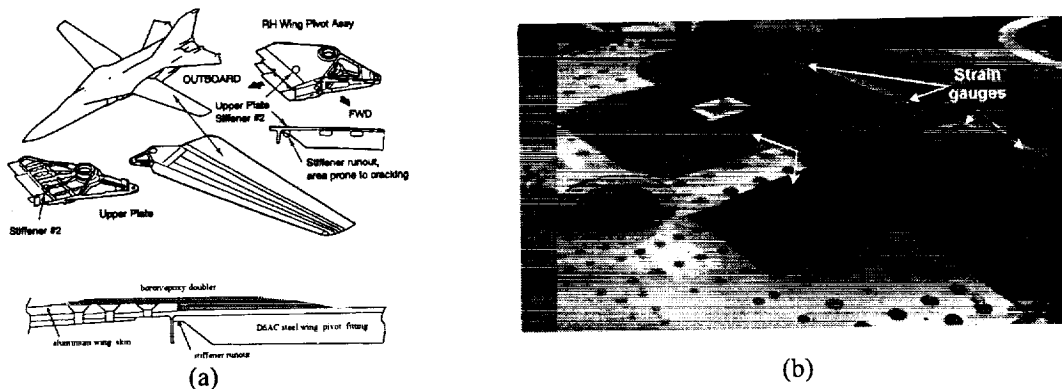 RH Wing Pivot Assy
OUTBOARD
Upper Plate
Stiffener #2
FWD
Stiffener runout,
area prone to cracking
Upper Plate
Stiffener #2
boron/epoxy doubler
aluminium wing skin
D6AC steel wing pivot fitting
stiffener runout
(a)
Strain
gauges
(b)